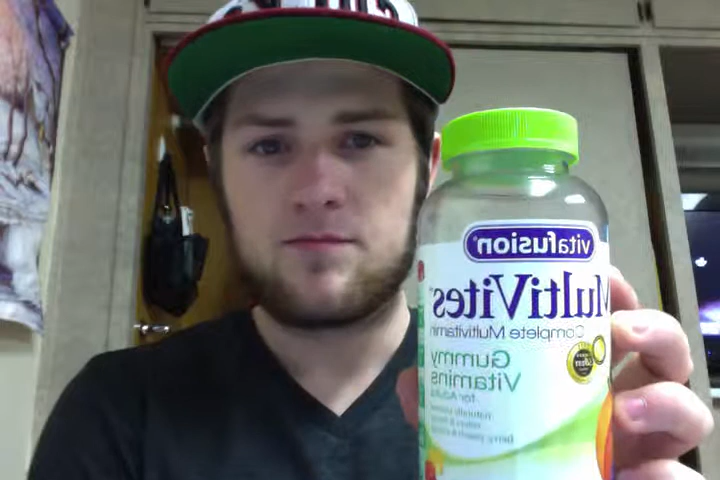 vitafusion
MultiVites
Complete Multivitamin
Gummy
Vitamins
for Adults